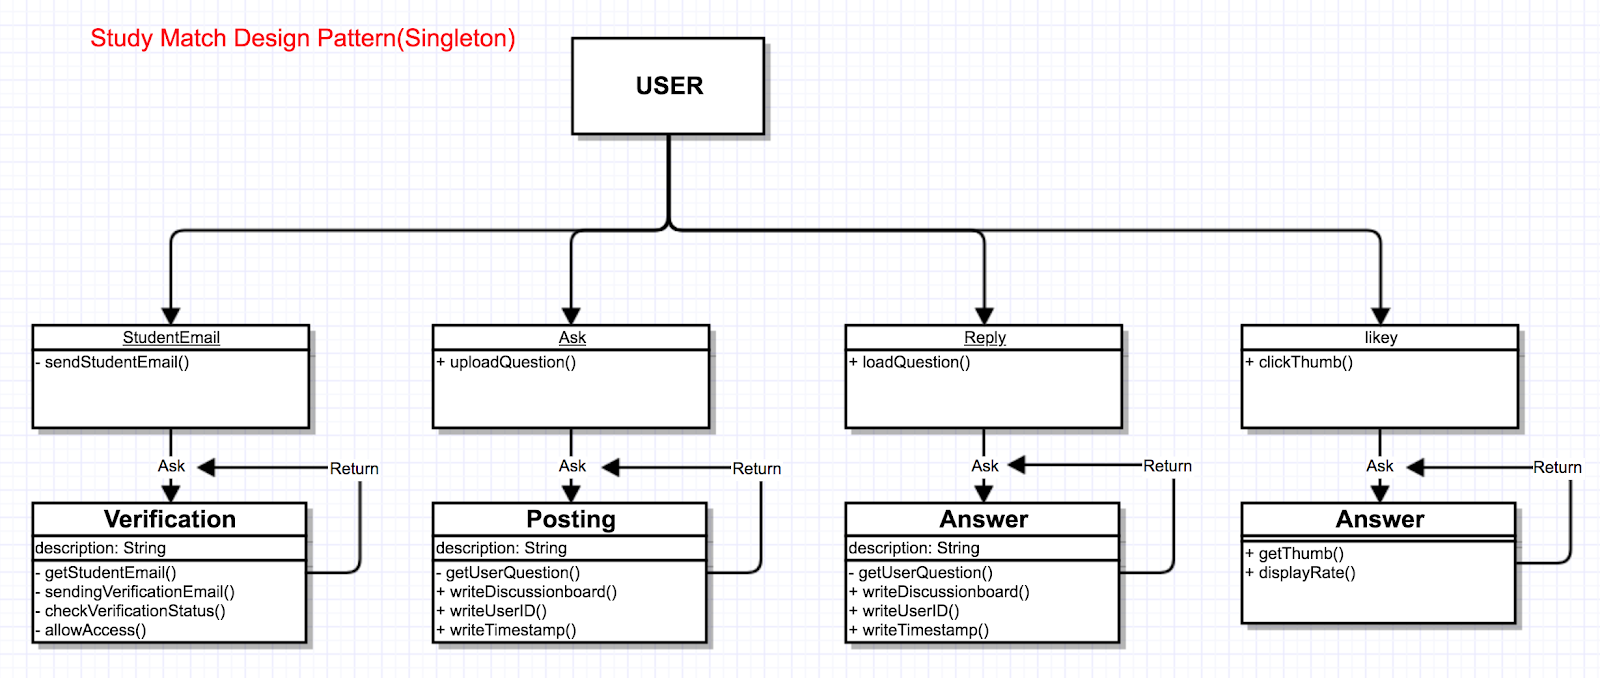 Study Match Design Pattern(Singleton)
USER
StudentEmail
- sendStudentEmail()
Ask
+ uploadQuestion()
Reply
+ loadQuestion()
likey
+ clickThumb()
Ask
Return
Ask
Return
Ask
Return
Ask
Return
Verification
description: String
- getStudentEmail()
- sendingVerificationEmail()
- checkVerificationStatus()
- allowAccess()
Posting
description: String
- getUserQuestion()
+ writeDiscussionboard()
+ writeUserID()
+ writeTimestamp()
Answer
description: String
- getUserQuestion()
+ writeDiscussionboard()
+ writeUserID()
+ writeTimestamp()
Answer
+ getThumb()
+ displayRate()